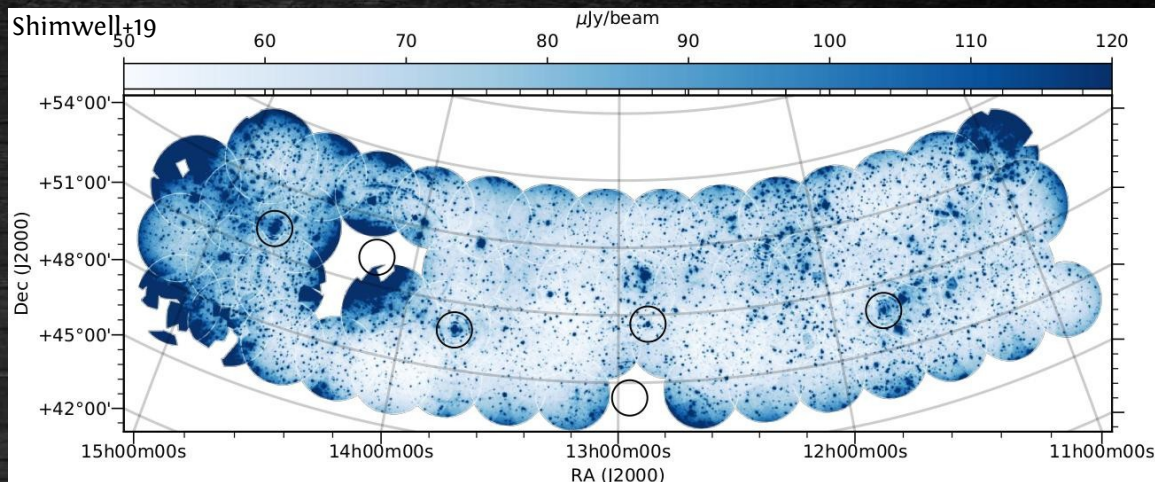 Shimwell+19
μJy/beam
50 60 70 80 90 100 110 120
+54°00'
+51°00'
+48°00'
+45°00'
+42°00'
Dec (J2000)
15h00m00s 14h00m00s 13h00m00s 12h00m00s 11h00m00s
RA (J2000)